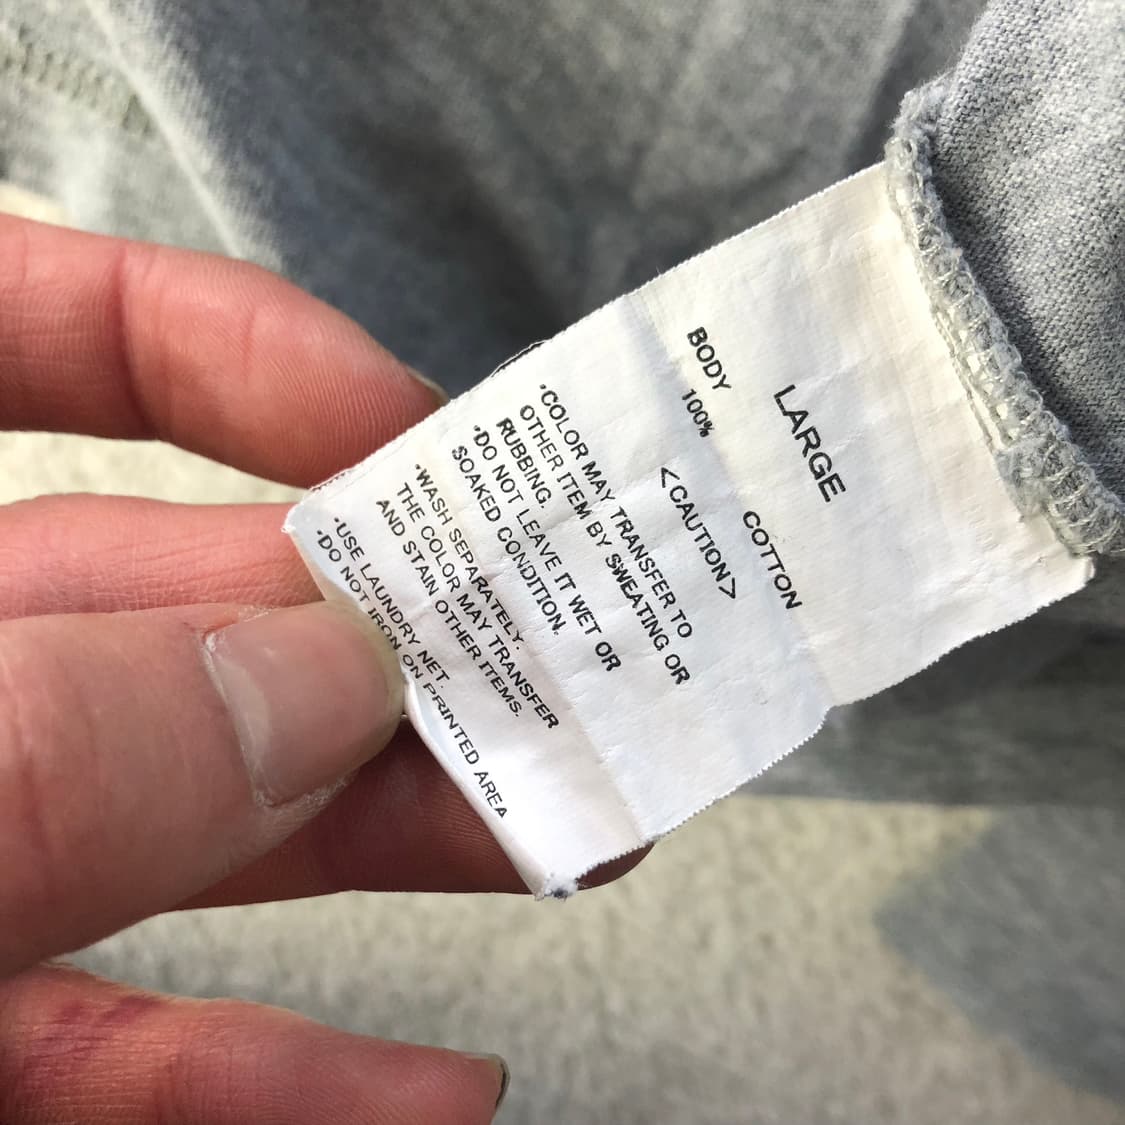 LARGE
BODY 100% COTTON
<CAUTION>
·COLOR MAY TRANSFER TO
OTHER ITEM BY SWEATING OR
RUBBING.
·DO NOT LEAVE IT WET OR
SOAKED CONDITION.
·WASH SEPARATELY.
THE COLOR MAY TRANSFER
AND STAIN OTHER ITEMS.
·USE LAUNDRY NET.
·DO NOT IRON ON PRINTED AREA